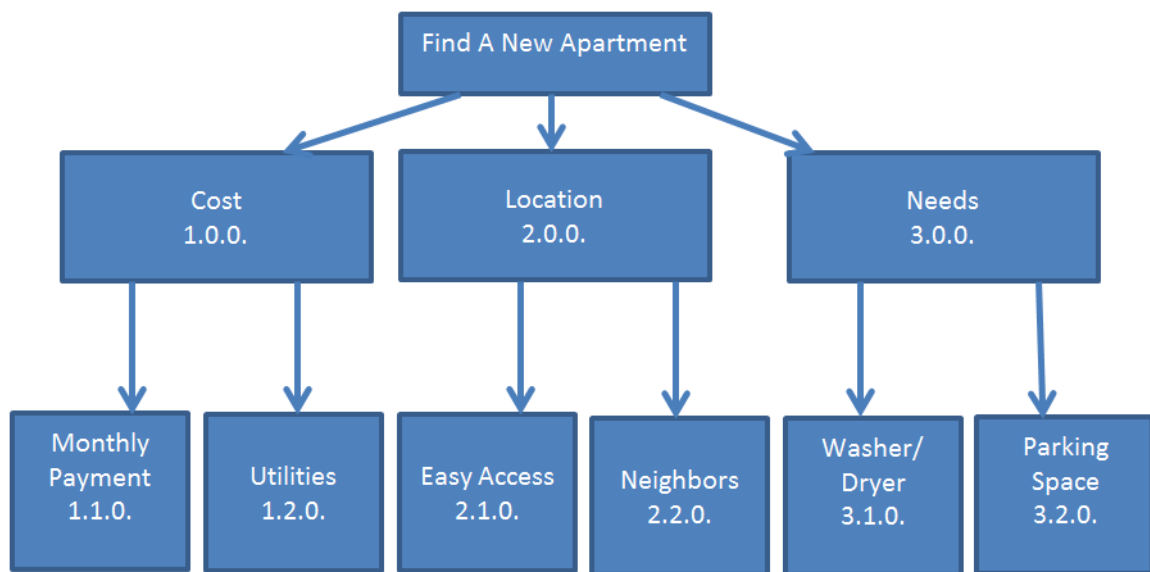 Find A New Apartment
Cost
1.0.0.
Location
2.0.0.
Needs
3.0.0.
Monthly
Payment
1.1.0.
Utilities
1.2.0.
Easy Access
2.1.0.
Neighbors
2.2.0.
Washer/
Dryer
3.1.0.
Parking
Space
3.2.0.